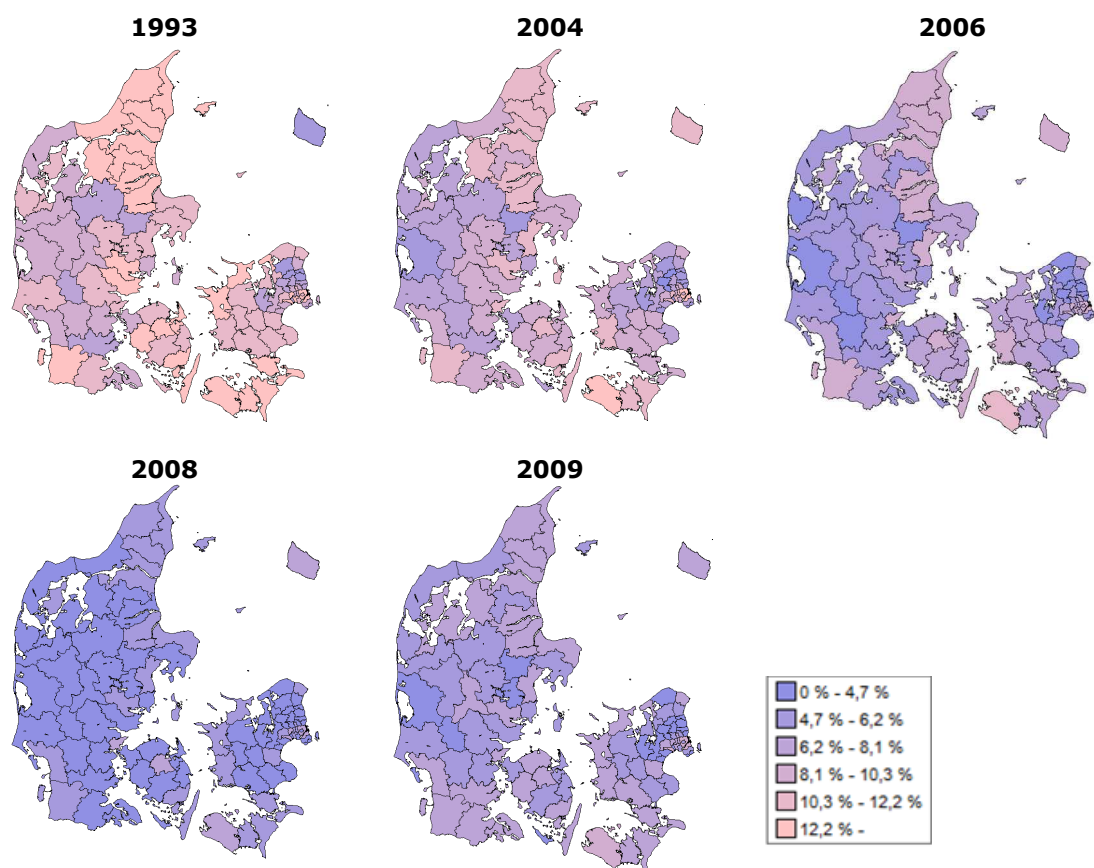 1993
2004
2006
2008
2009
0 % - 4,7 %
4,7 % - 6,2 %
6,2 % - 8,1 %
8,1 % - 10,3 %
10,3 % - 12,2 %
12,2 % -